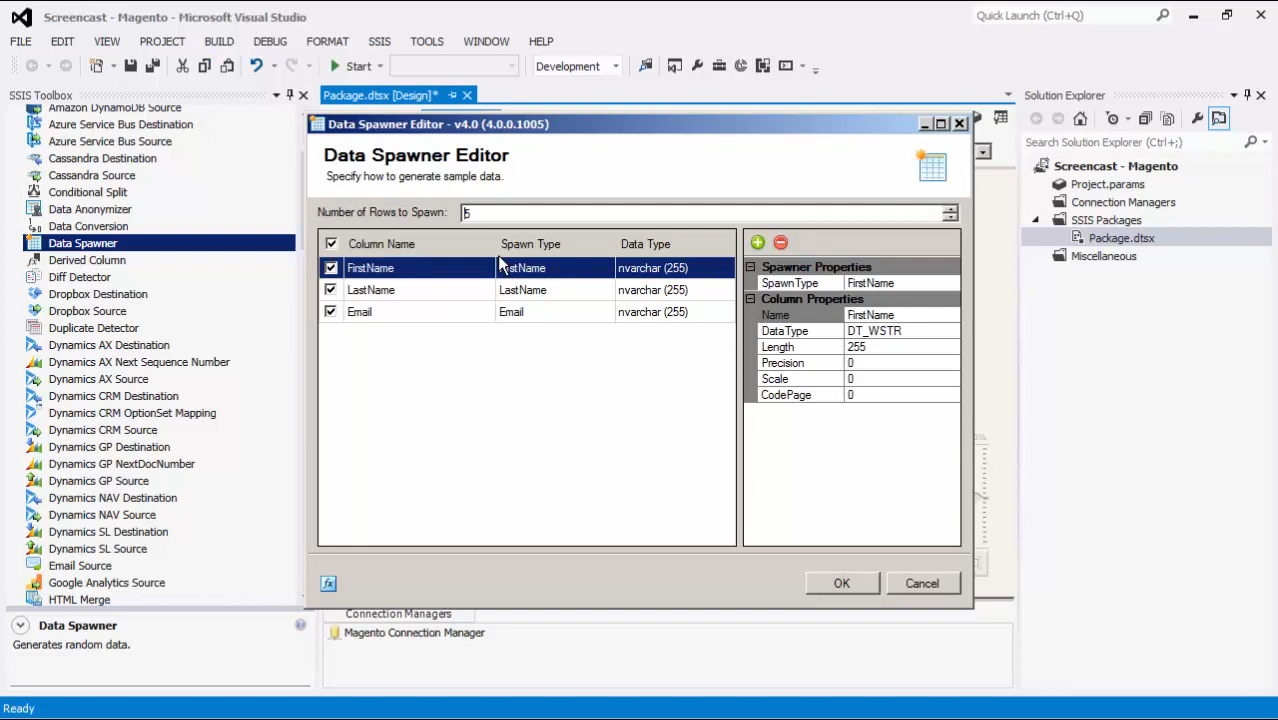 Screencast - Magento - Microsoft Visual Studio
Quick Launch (Ctrl+Q)
FILE EDIT VIEW PROJECT BUILD DEBUG FORMAT SSIS TOOLS WINDOW HELP
Start
Development
SSIS Toolbox
Amazon DynamoDB Source
Azure Service Bus Destination
Azure Service Bus Source
Cassandra Destination
Cassandra Source
Conditional Split
Data Anonymizer
Data Conversion
Data Spawner
Derived Column
Diff Detector
Dropbox Destination
Dropbox Source
Duplicate Detector
Dynamics AX Destination
Dynamics AX Next Sequence Number
Dynamics AX Source
Dynamics CRM Destination
Dynamics CRM OptionSet Mapping
Dynamics CRM Source
Dynamics GP Destination
Dynamics GP NextDocNumber
Dynamics GP Source
Dynamics NAV Destination
Dynamics NAV Source
Dynamics SL Destination
Dynamics SL Source
Email Source
Google Analytics Source
HTML Merge
Data Spawner
Generates random data.
Package.dtsx [Design]*
Data Spawner Editor - v4.0 (4.0.0.1005)
Data Spawner Editor
Specify how to generate sample data.
Number of Rows to Spawn: 5
Column Name Spawn Type Data Type
FirstName nvarchar (255)
LastName LastName nvarchar (255)
Email Email nvarchar (255)
Spawner Properties
SpawnType FirstName
Column Properties
Name FirstName
DataType DT_WSTR
Length 255
Precision 0
Scale 0
CodePage 0
fx
OK Cancel
Connection Managers
Magento Connection Manager
Solution Explorer
Search Solution Explorer (Ctrl+;)
Screencast - Magento
Project.params
Connection Managers
SSIS Packages
Package.dtsx
Miscellaneous
Ready